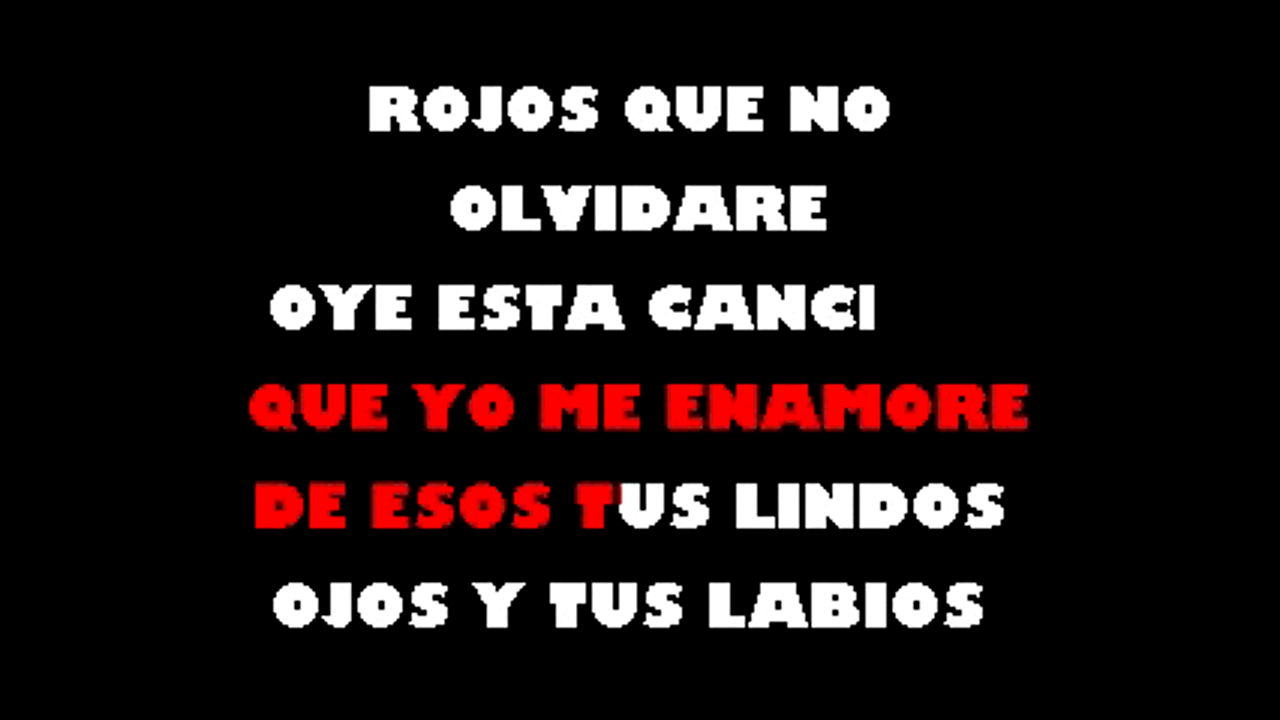 ROJOS QUE NO
OLVIDARE
OYE ESTA CANCI
QUE YO ME ENAMORE
DE ESOS TUS LINDOS
OJOS Y TUS LABIOS